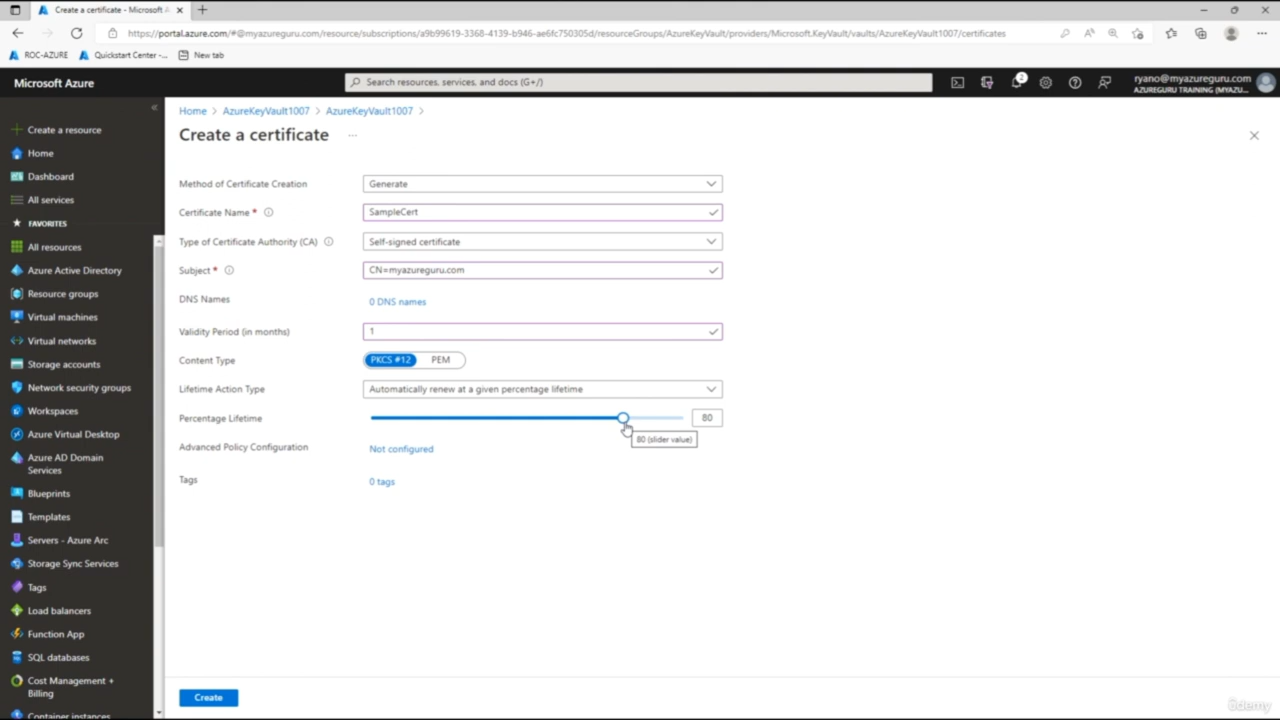 Create a certificate - Microsoft A
https://portal.azure.com/#@myazureguru.com/resource/subscriptions/a9b99619-3368-4139-b946-ae6fc750305d/resourceGroups/AzureKeyVault/providers/Microsoft.KeyVault/vaults/AzureKeyVault1007/certificates
ROC-AZURE
Quickstart Center -...
New tab
Microsoft Azure
Search resources, services, and docs (G+/)
2
ryano@myazureguru.com
AZUREGURU TRAINING (MYAZU...
Create a resource
Home
Dashboard
All services
FAVORITES
All resources
Azure Active Directory
Resource groups
Virtual machines
Virtual networks
Storage accounts
Network security groups
Workspaces
Azure Virtual Desktop
Azure AD Domain
Services
Blueprints
Templates
Servers - Azure Arc
Storage Sync Services
Tags
Load balancers
Function App
SQL databases
Cost Management +
Billing
Container instances
Home > AzureKeyVault1007 > AzureKeyVault1007 >
Create a certificate ...
Method of Certificate Creation
Generate
Certificate Name *
SampleCert
Type of Certificate Authority (CA)
Self-signed certificate
Subject *
CN=myazureguru.com
DNS Names
0 DNS names
Validity Period (in months)
1
Content Type
PKCS #12
PEM
Lifetime Action Type
Automatically renew at a given percentage lifetime
Percentage Lifetime
80
80 (slider value)
Advanced Policy Configuration
Not configured
Tags
0 tags
Create
ûdemy